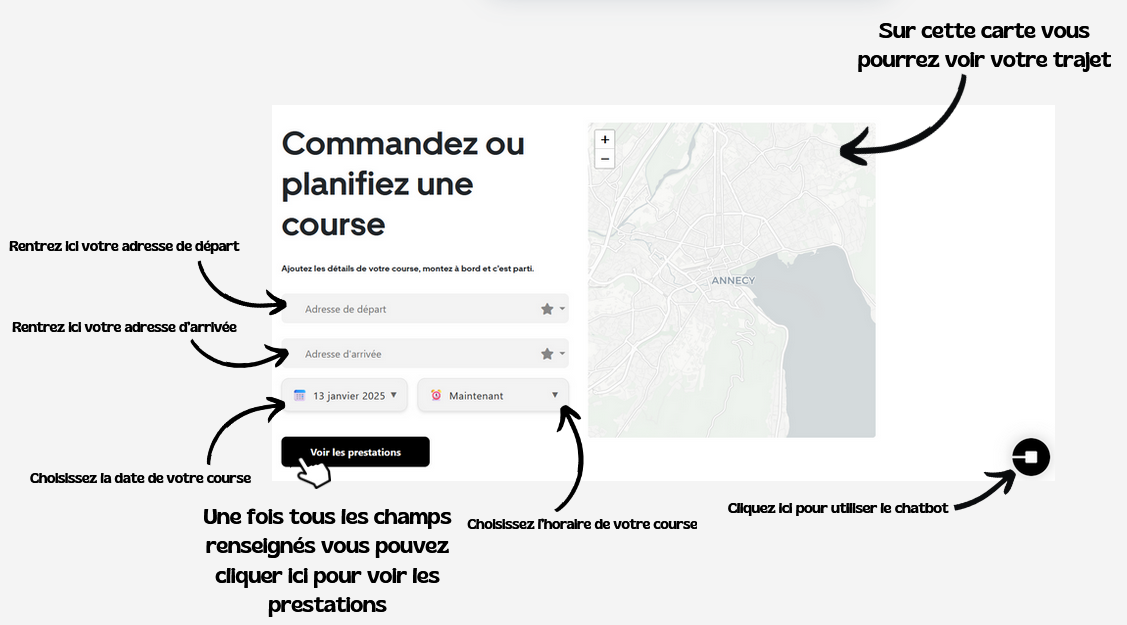 Sur cette carte vous
pourrez voir votre trajet
Commandez ou
planifiez une
course
+
−
Rentrez ici votre adresse de départ
Ajoutez les détails de votre course, montez à bord et c'est parti.
ANNECY
Adresse de départ
Rentrez ici votre adresse d'arrivée
Adresse d'arrivée
13 janvier 2025
Maintenant
Voir les prestations
Choisissez la date de votre course
Cliquez ici pour utiliser le chatbot
Une fois tous les champs
renseignés vous pouvez
cliquer ici pour voir les
prestations
Choisissez l'horaire de votre course